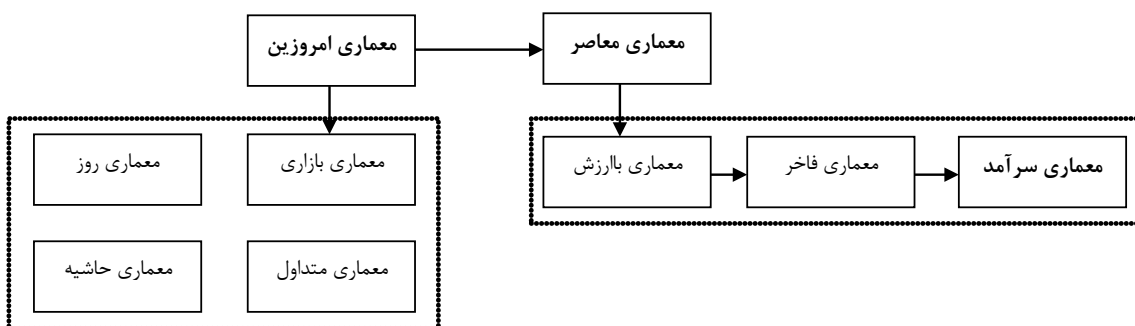 معماری معاصر
معماری امروزین
معماری سرآمد
معماری فاخر
معماری باارزش
معماری بازاری
معماری روز
معماری متداول
معماری حاشیه